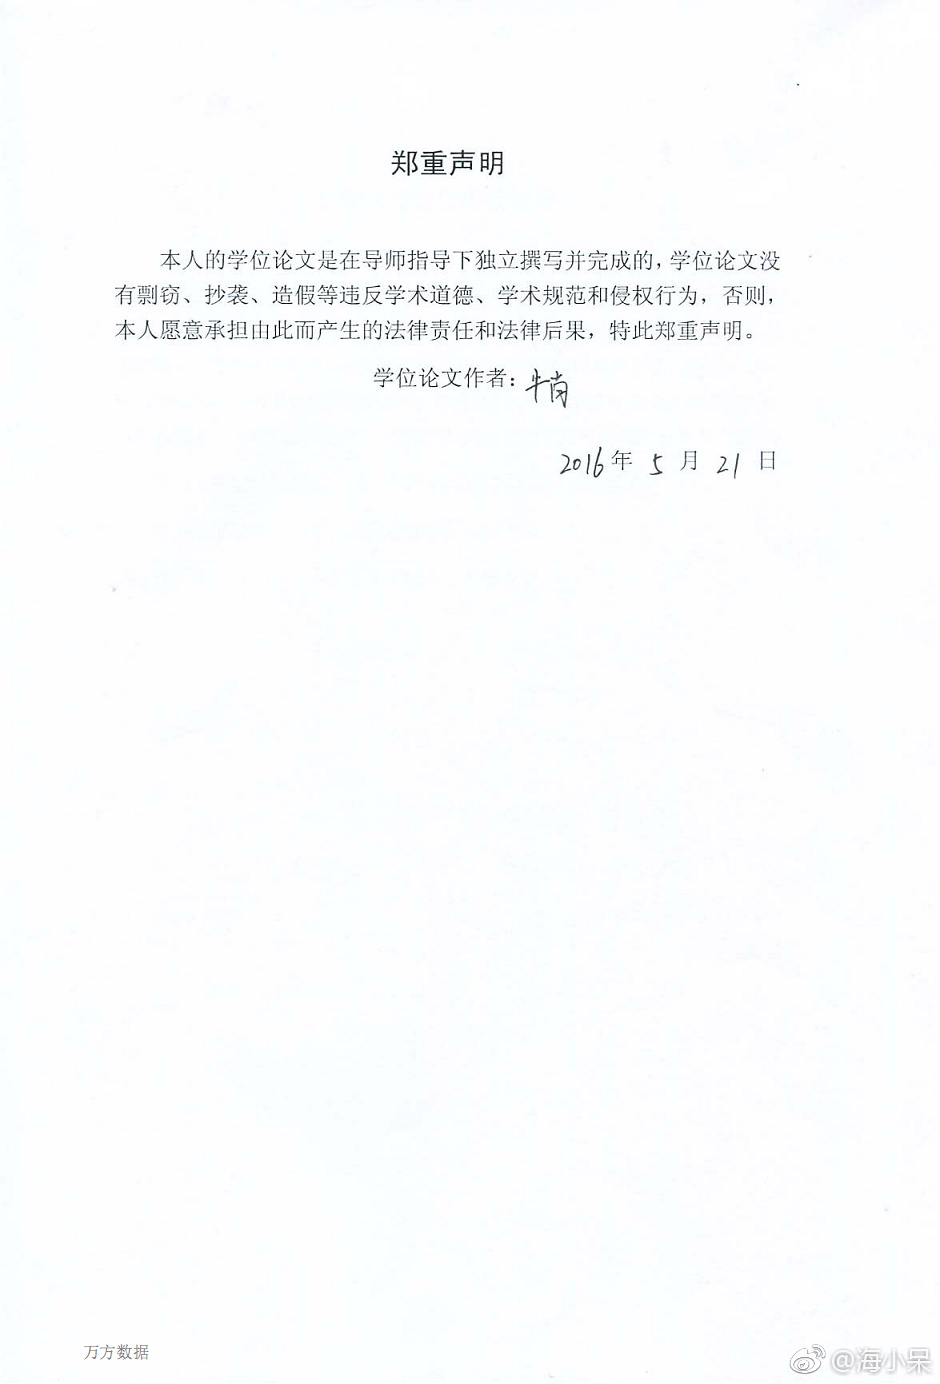 郑重声明
本人的学位论文是在导师指导下独立撰写并完成的，学位论文没
有剽窃、抄袭、造假等违反学术道德、学术规范和侵权行为，否则，
本人愿意承担由此而产生的法律责任和法律后果，特此郑重声明。
学位论文作者：牛
2016年 5 月 21 日
万方数据
@海小呆